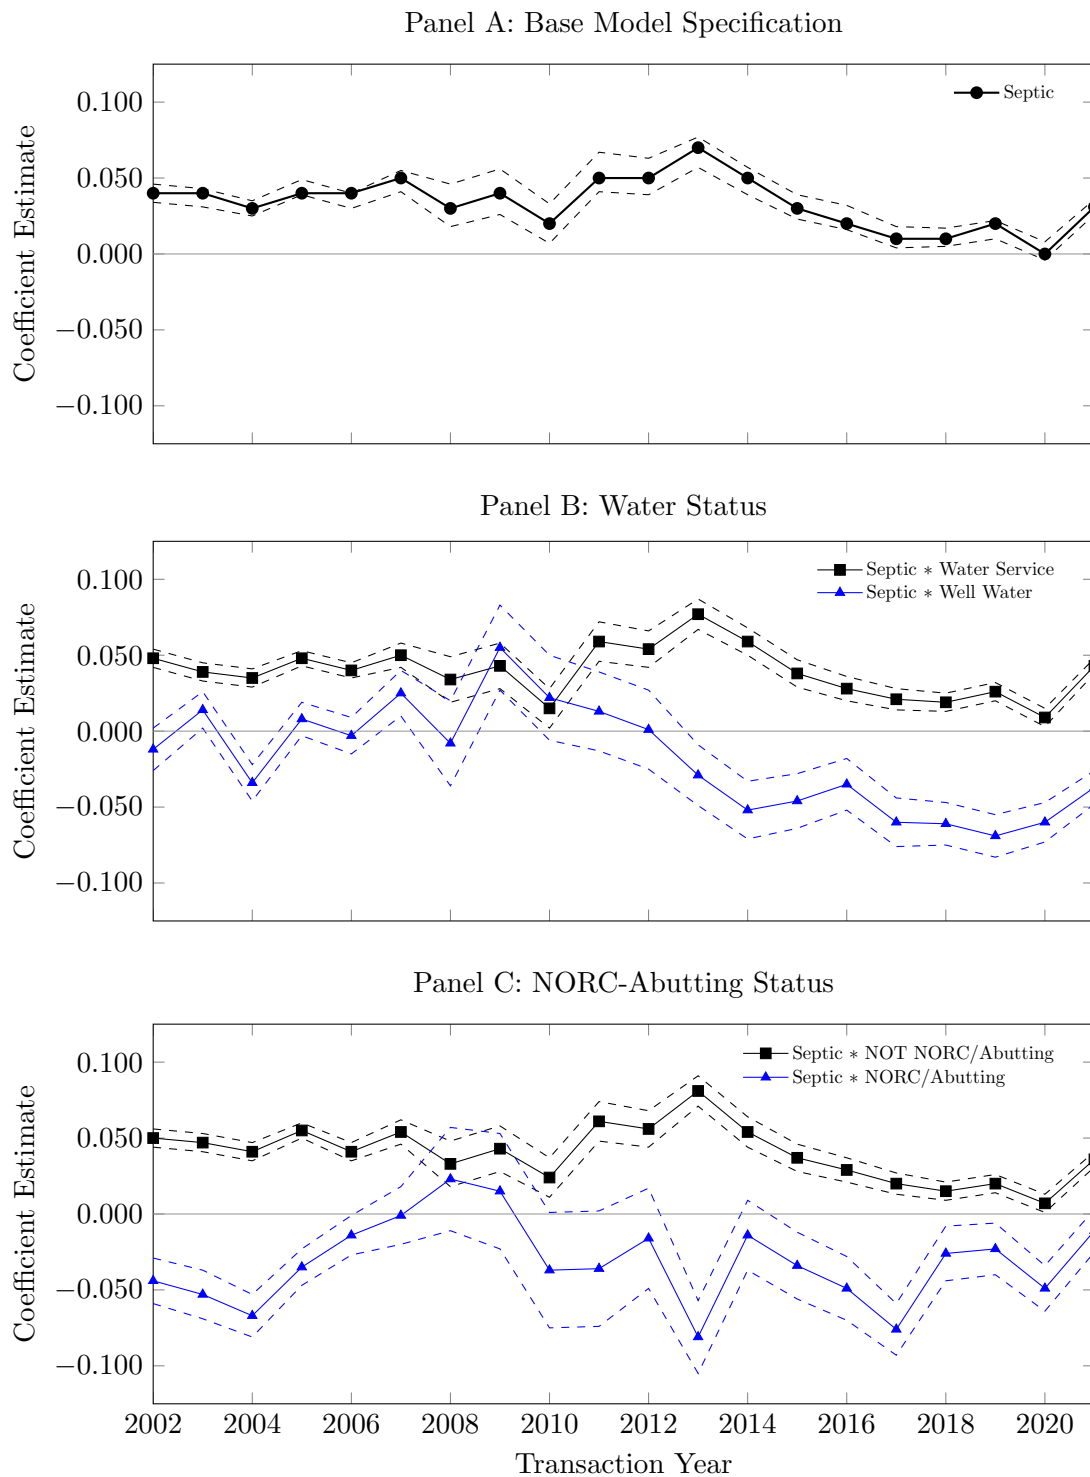 Panel A: Base Model Specification
Septic
0.100
0.050
0.000
−0.050
−0.100
Coefficient Estimate
Panel B: Water Status
Septic ∗ Water Service
Septic ∗ Well Water
0.100
0.050
0.000
−0.050
−0.100
Coefficient Estimate
Panel C: NORC-Abutting Status
Septic ∗ NOT NORC/Abutting
Septic ∗ NORC/Abutting
0.100
0.050
0.000
−0.050
−0.100
Coefficient Estimate
2002 2004 2006 2008 2010 2012 2014 2016 2018 2020
Transaction Year